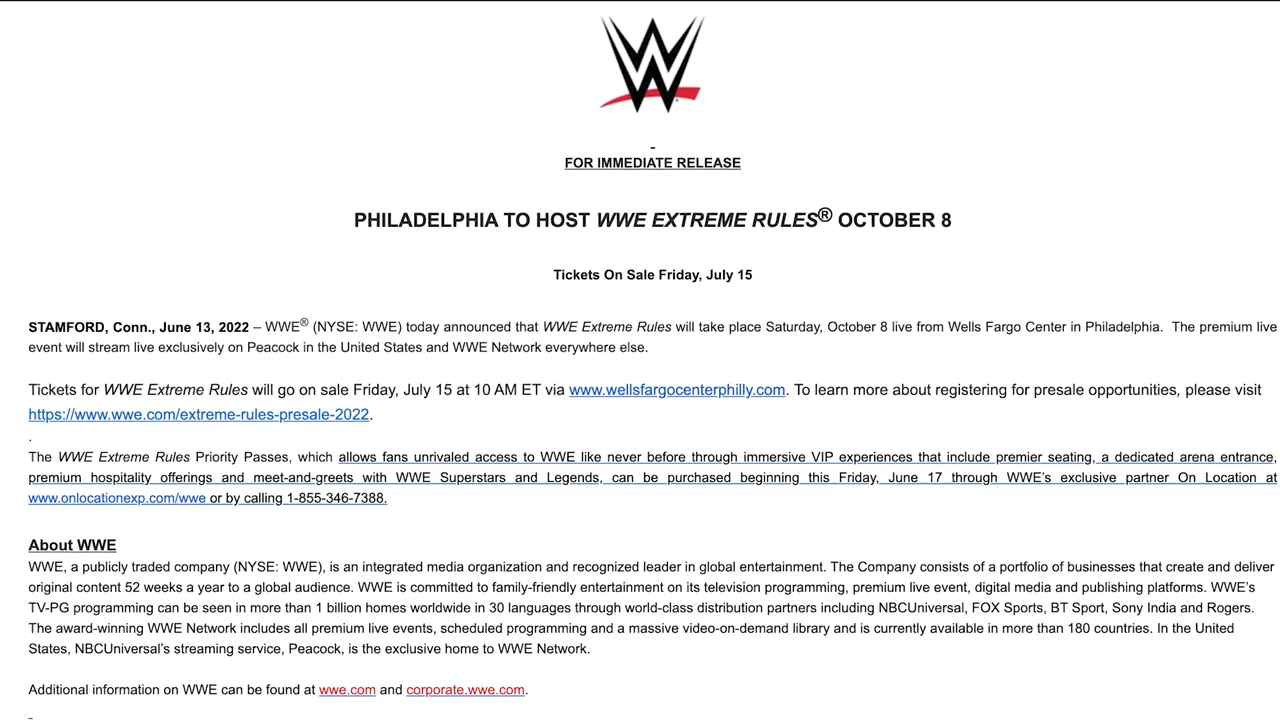 W
-
FOR IMMEDIATE RELEASE
PHILADELPHIA TO HOST WWE EXTREME RULES® OCTOBER 8
Tickets On Sale Friday, July 15
STAMFORD, Conn., June 13, 2022 – WWE® (NYSE: WWE) today announced that WWE Extreme Rules will take place Saturday, October 8 live from Wells Fargo Center in Philadelphia.  The premium live
event will stream live exclusively on Peacock in the United States and WWE Network everywhere else.
Tickets for WWE Extreme Rules will go on sale Friday, July 15 at 10 AM ET via www.wellsfargocenterphilly.com. To learn more about registering for presale opportunities, please visit
https://www.wwe.com/extreme-rules-presale-2022.
.
The WWE Extreme Rules Priority Passes, which allows fans unrivaled access to WWE like never before through immersive VIP experiences that include premier seating, a dedicated arena entrance,
premium hospitality offerings and meet-and-greets with WWE Superstars and Legends, can be purchased beginning this Friday, June 17 through WWE's exclusive partner On Location at
www.onlocationexp.com/wwe or by calling 1-855-346-7388.
About WWE
WWE, a publicly traded company (NYSE: WWE), is an integrated media organization and recognized leader in global entertainment. The Company consists of a portfolio of businesses that create and deliver
original content 52 weeks a year to a global audience. WWE is committed to family-friendly entertainment on its television programming, premium live event, digital media and publishing platforms. WWE's
TV-PG programming can be seen in more than 1 billion homes worldwide in 30 languages through world-class distribution partners including NBCUniversal, FOX Sports, BT Sport, Sony India and Rogers.
The award-winning WWE Network includes all premium live events, scheduled programming and a massive video-on-demand library and is currently available in more than 180 countries. In the United
States, NBCUniversal's streaming service, Peacock, is the exclusive home to WWE Network.
Additional information on WWE can be found at wwe.com and corporate.wwe.com.
-